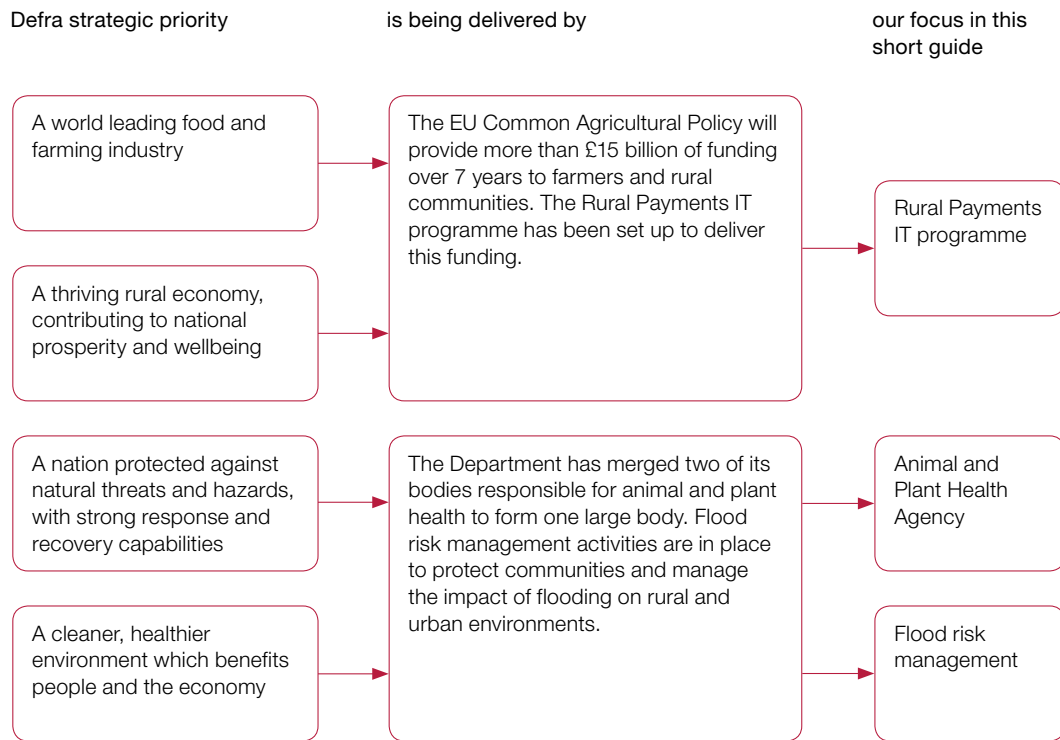 Defra strategic priority
is being delivered by
our focus in this
short guide
A world leading food and
farming industry
A thriving rural economy,
contributing to national
prosperity and wellbeing
The EU Common Agricultural Policy will
provide more than £15 billion of funding
over 7 years to farmers and rural
communities. The Rural Payments IT
programme has been set up to deliver
this funding.
Rural Payments
IT programme
A nation protected against
natural threats and hazards,
with strong response and
recovery capabilities
A cleaner, healthier
environment which benefits
people and the economy
The Department has merged two of its
bodies responsible for animal and plant
health to form one large body. Flood
risk management activities are in place
to protect communities and manage
the impact of flooding on rural and
urban environments.
Animal and
Plant Health
Agency
Flood risk
management